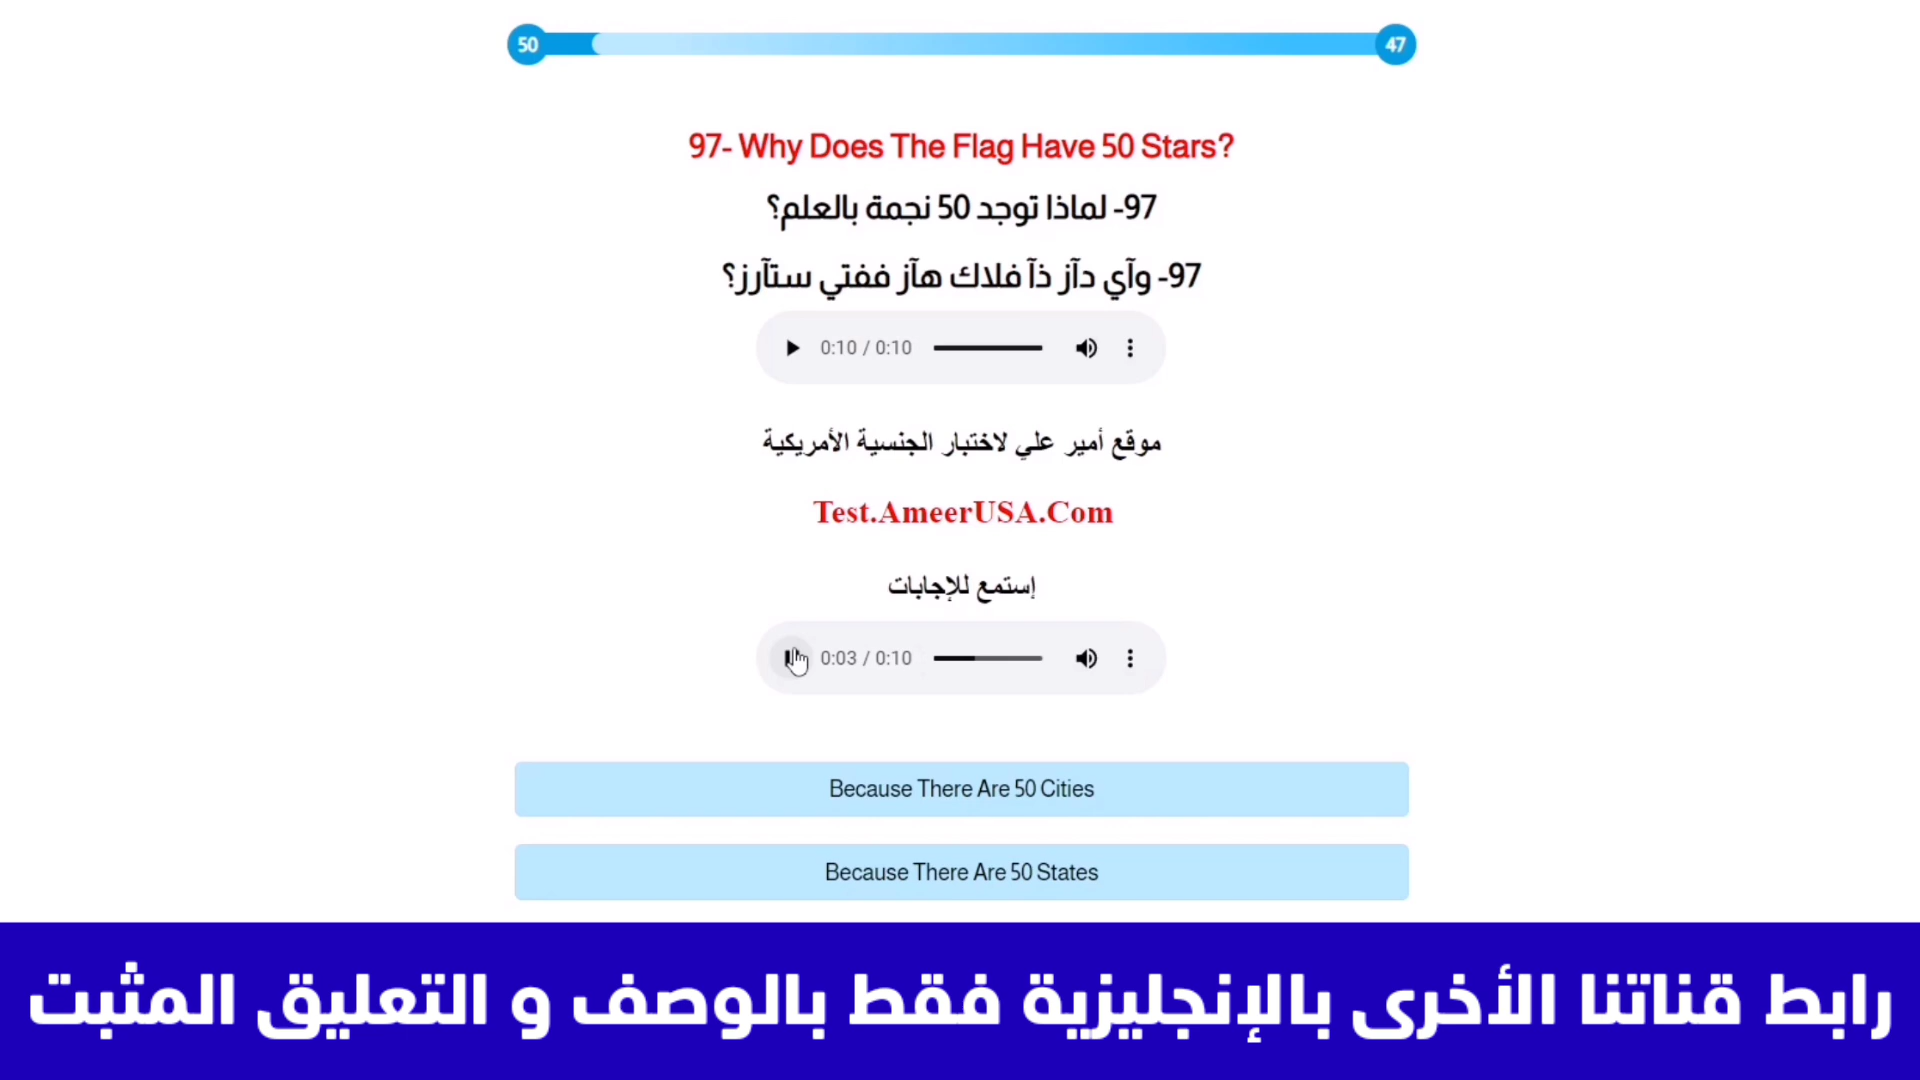 50
47
97- Why Does The Flag Have 50 Stars?
97- لماذا توجد 50 نجمة بالعلم؟
97- وآي دآز ذآ فلاك هآز ففتي ستآرز؟
0:10 / 0:10
موقع أمير علي لاختبار الجنسية الأمريكية
Test.AmeerUSA.Com
إستمع للإجابات
0:03 / 0:10
Because There Are 50 Cities
Because There Are 50 States
رابط قناتنا الأخرى بالإنجليزية فقط بالوصف و التعليق المثبت